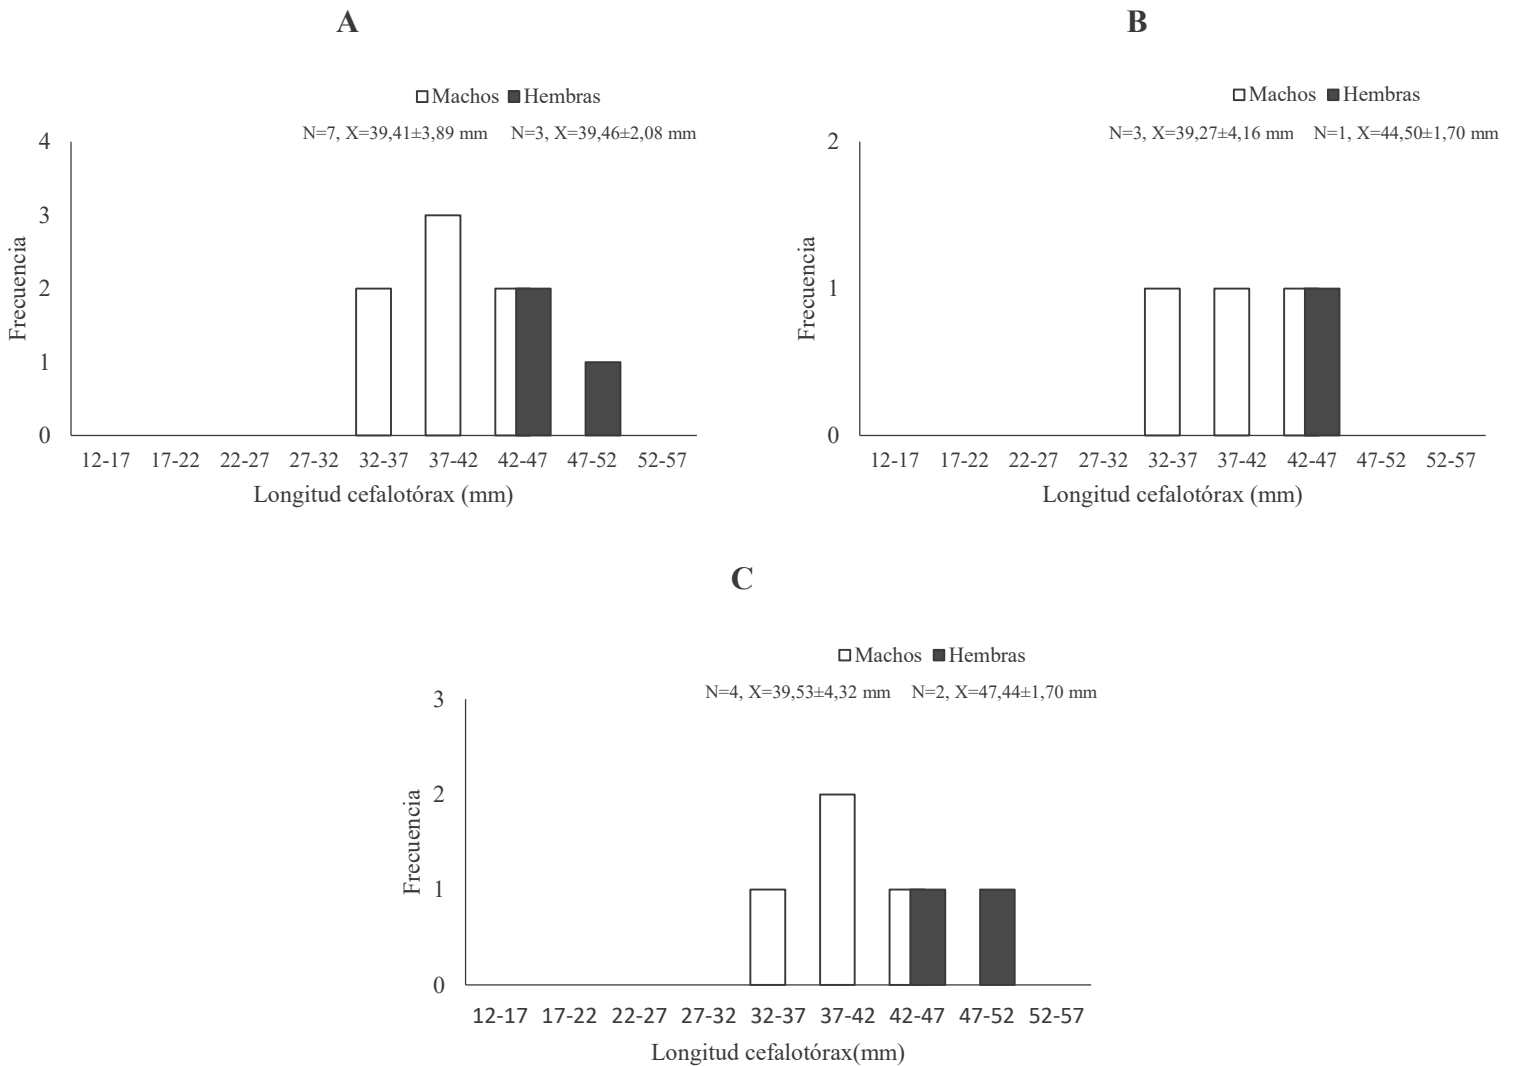 A
Machos Hembras
N=7, X=39,41±3,89 mm N=3, X=39,46±2,08 mm
4
3
2
1
0
Frecuencia
12-17 17-22 22-27 27-32 32-37 37-42 42-47 47-52 52-57
Longitud cefalotórax (mm)
B
Machos Hembras
N=3, X=39,27±4,16 mm N=1, X=44,50±1,70 mm
2
1
0
Frecuencia
12-17 17-22 22-27 27-32 32-37 37-42 42-47 47-52 52-57
Longitud cefalotórax (mm)
C
Machos Hembras
N=4, X=39,53±4,32 mm N=2, X=47,44±1,70 mm
3
2
1
0
Frecuencia
12-17 17-22 22-27 27-32 32-37 37-42 42-47 47-52 52-57
Longitud cefalotórax(mm)